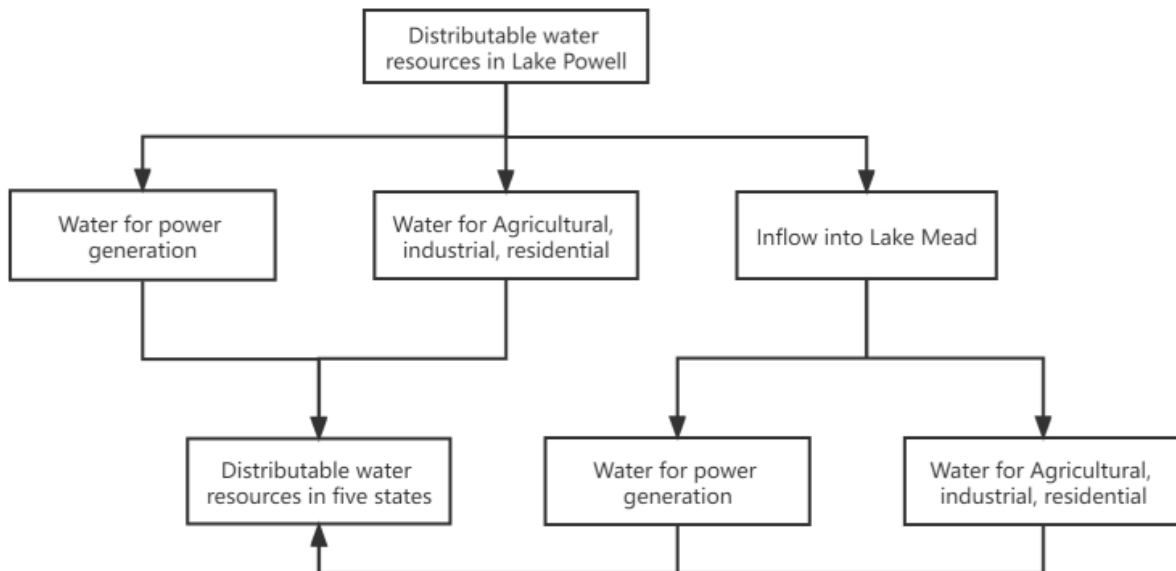 Distributable water
resources in Lake Powell
Water for power
generation
Water for Agricultural,
industrial, residential
Inflow into Lake Mead
Distributable water
resources in five states
Water for power
generation
Water for Agricultural,
industrial, residential